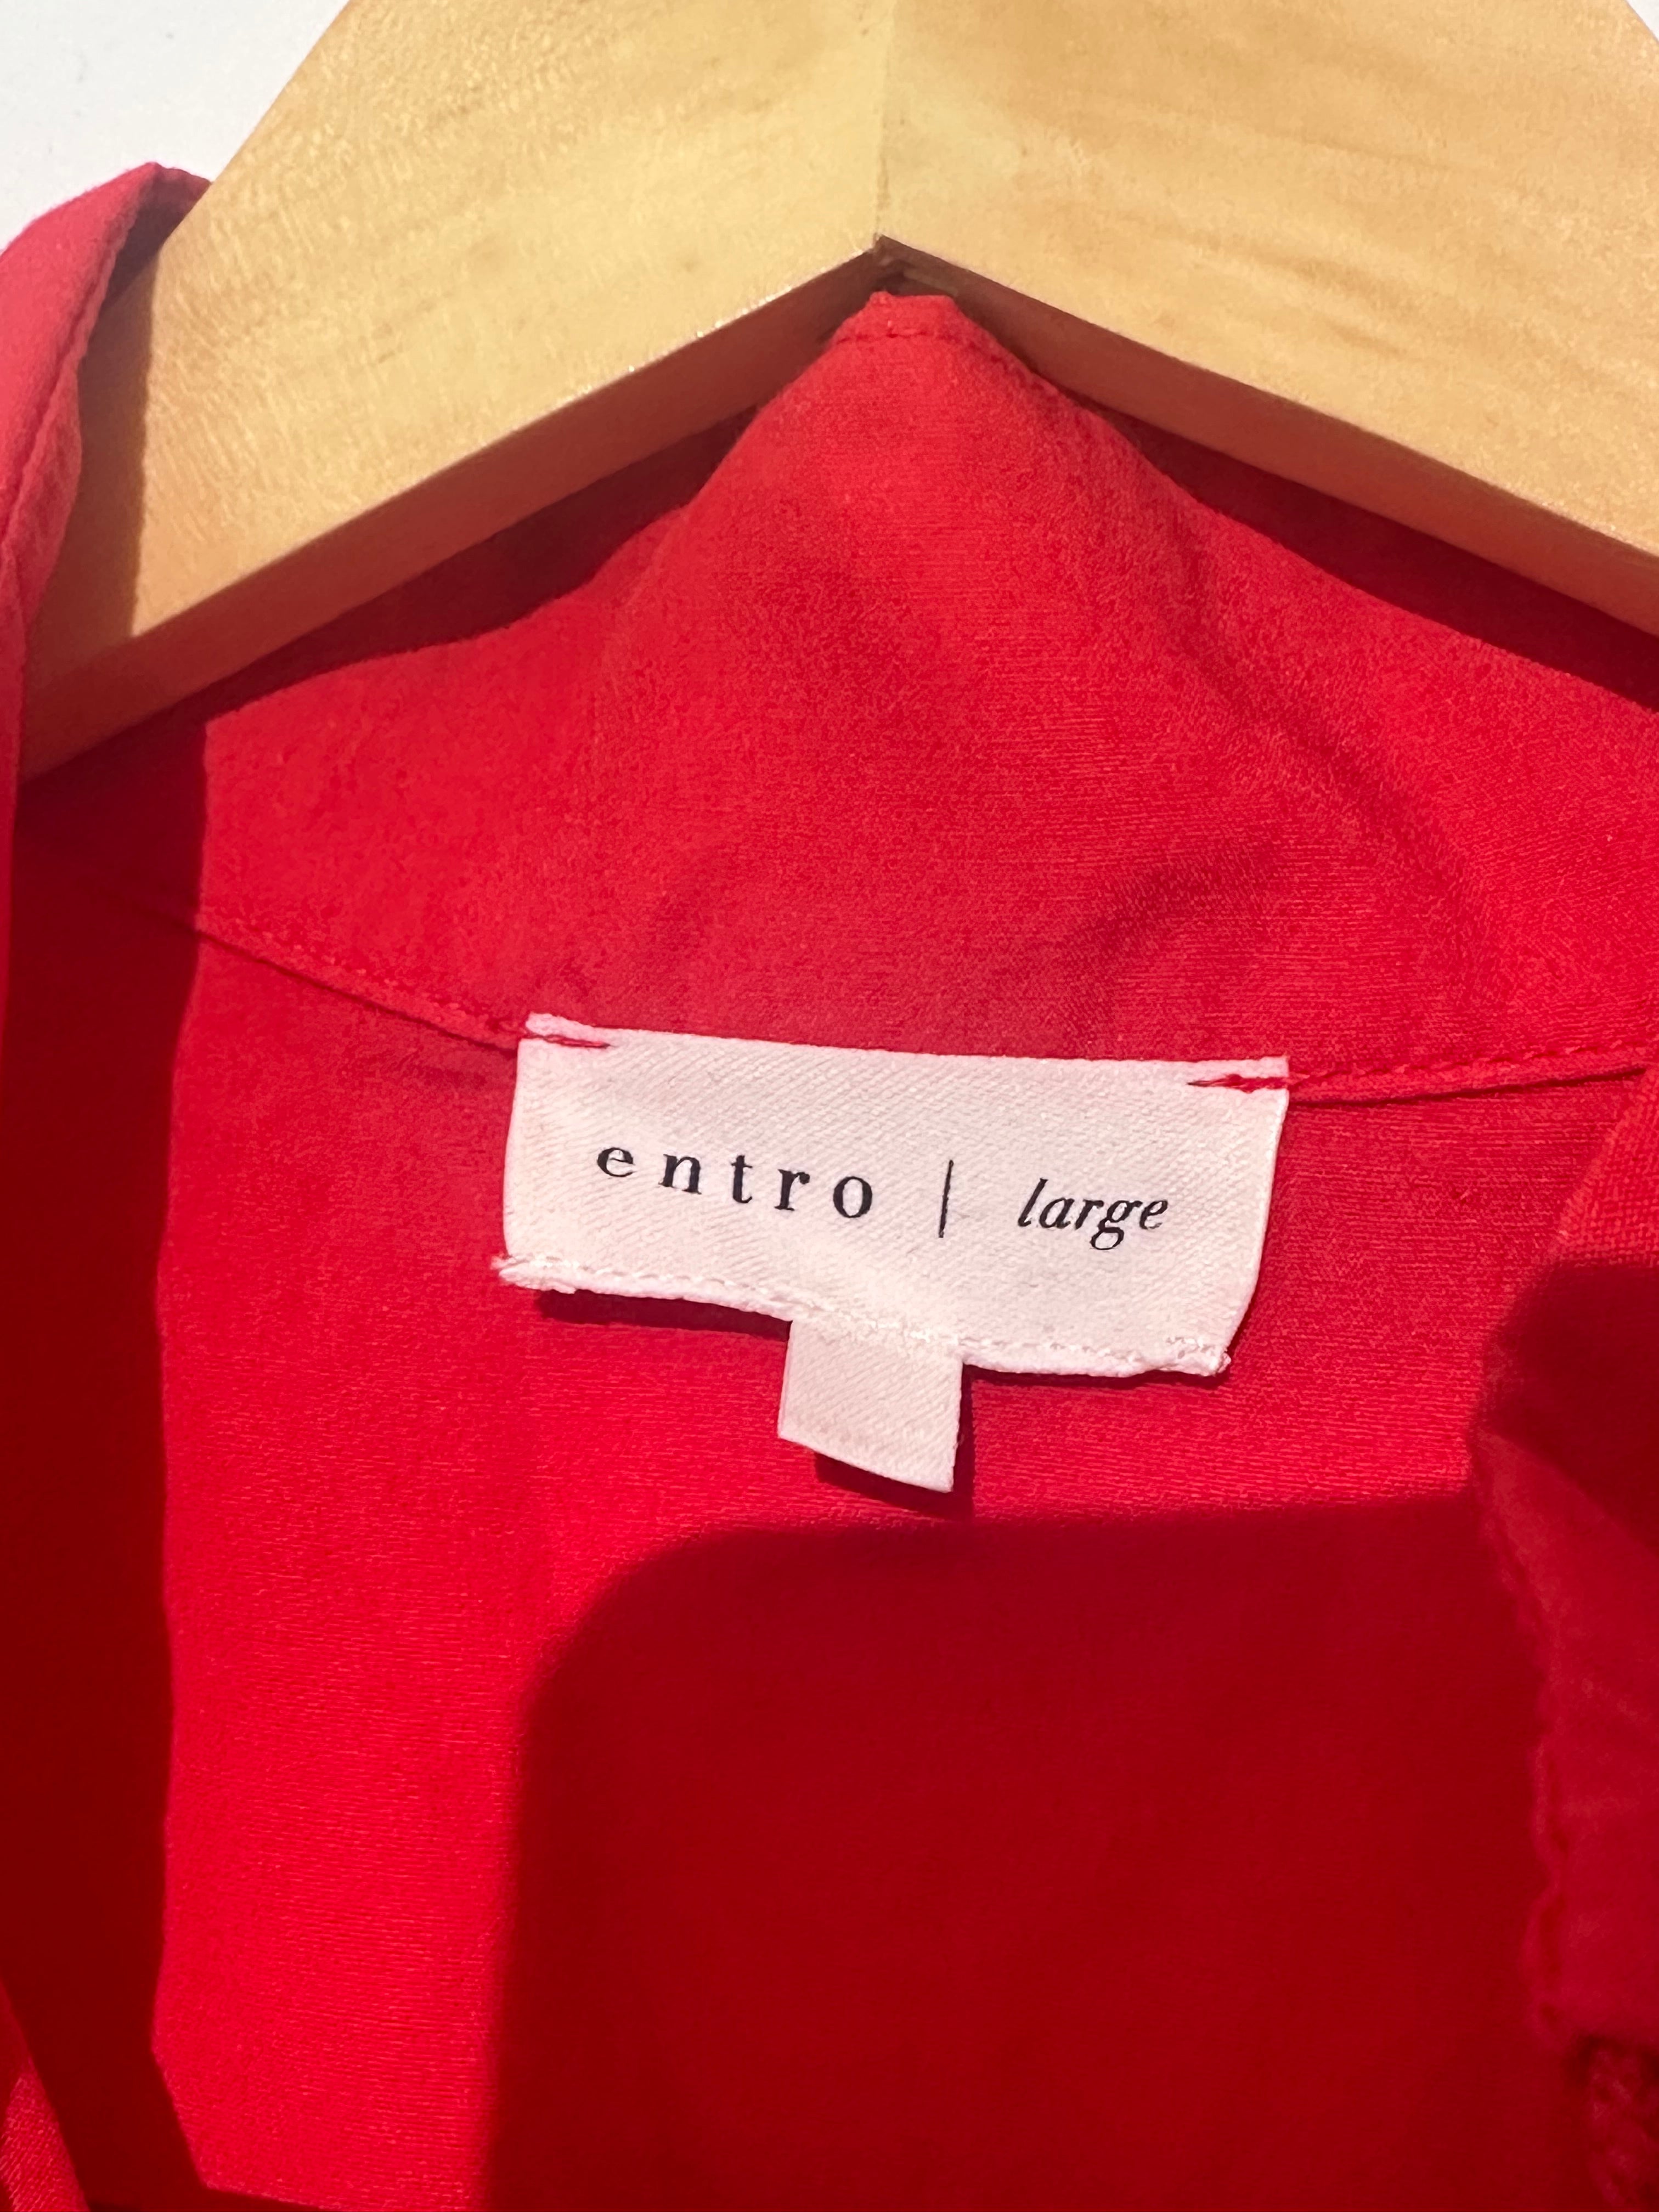 entro | large